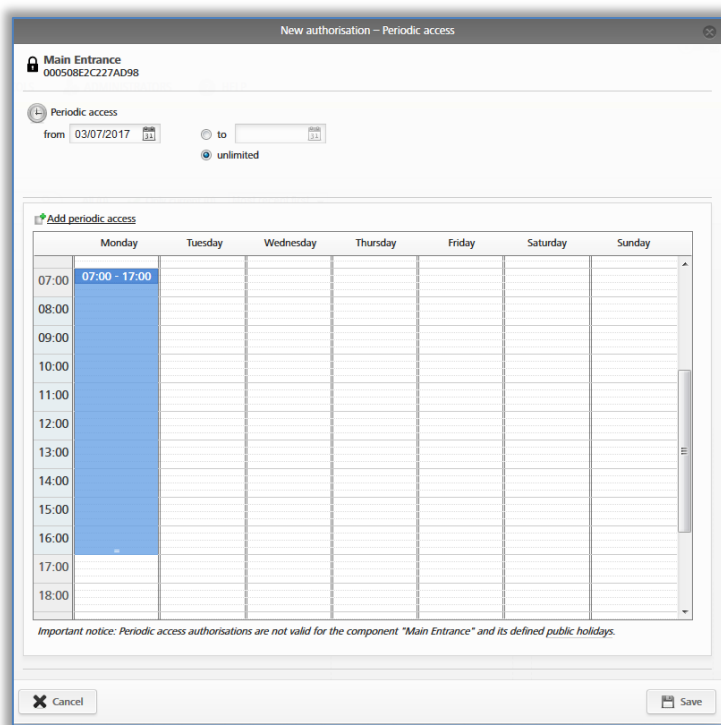 New authorisation – Periodic access
Main Entrance
000508E2C227AD98
Periodic access
from 03/07/2017 31 to 31
unlimited
Add periodic access
Monday Tuesday Wednesday Thursday Friday Saturday Sunday
07:00 07:00 - 17:00
08:00
09:00
10:00
11:00
12:00
13:00
14:00
15:00
16:00
17:00
18:00
Important notice: Periodic access authorisations are not valid for the component "Main Entrance" and its defined public holidays.
Cancel Save